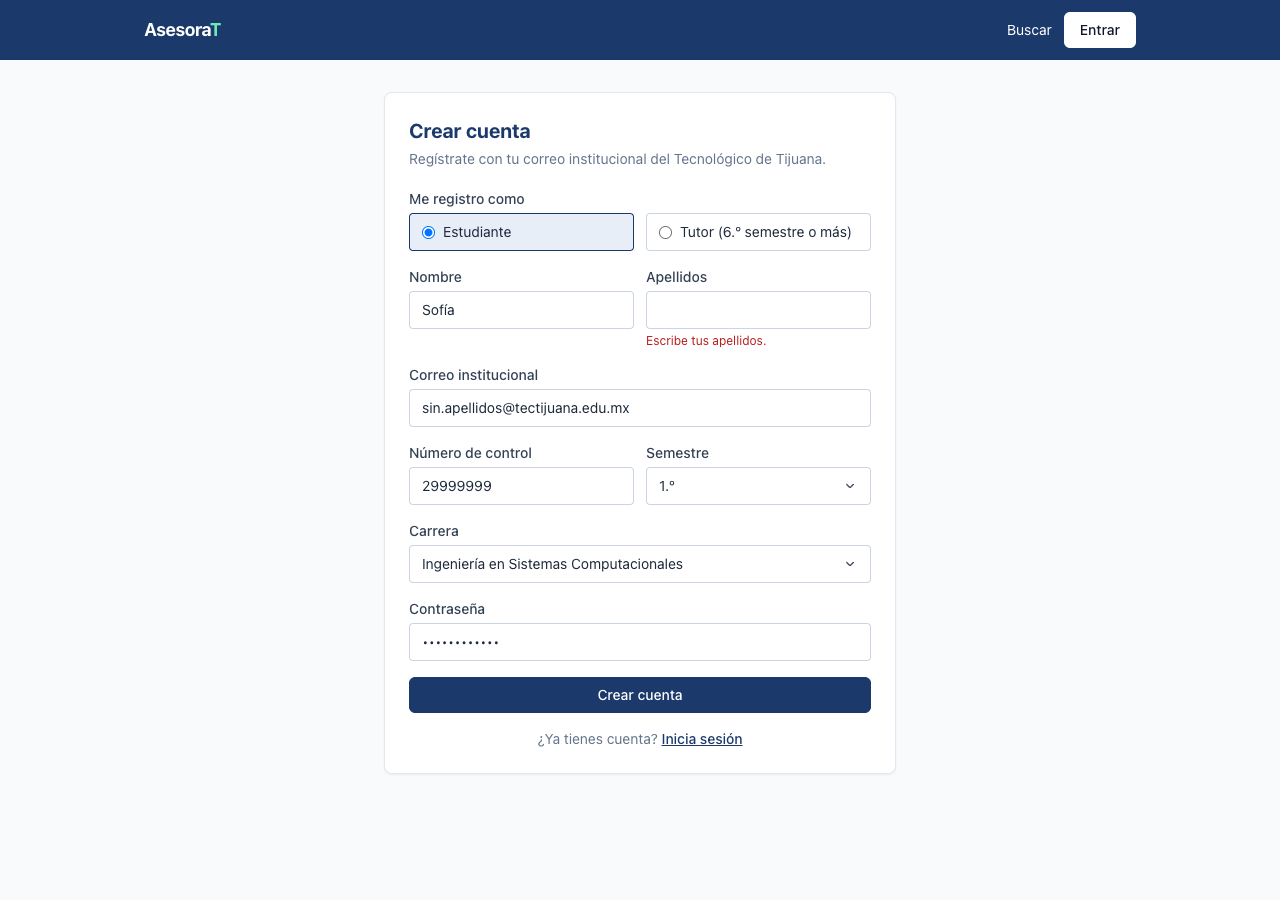 AsesoraT
Buscar
Entrar
Crear cuenta
Regístrate con tu correo institucional del Tecnológico de Tijuana.
Me registro como
Estudiante
Tutor (6.° semestre o más)
Nombre
Apellidos
Sofía
Escribe tus apellidos.
Correo institucional
sin.apellidos@tectijuana.edu.mx
Número de control
Semestre
29999999
1.°
Carrera
Ingeniería en Sistemas Computacionales
Contraseña
••••••••••••
Crear cuenta
¿Ya tienes cuenta? Inicia sesión